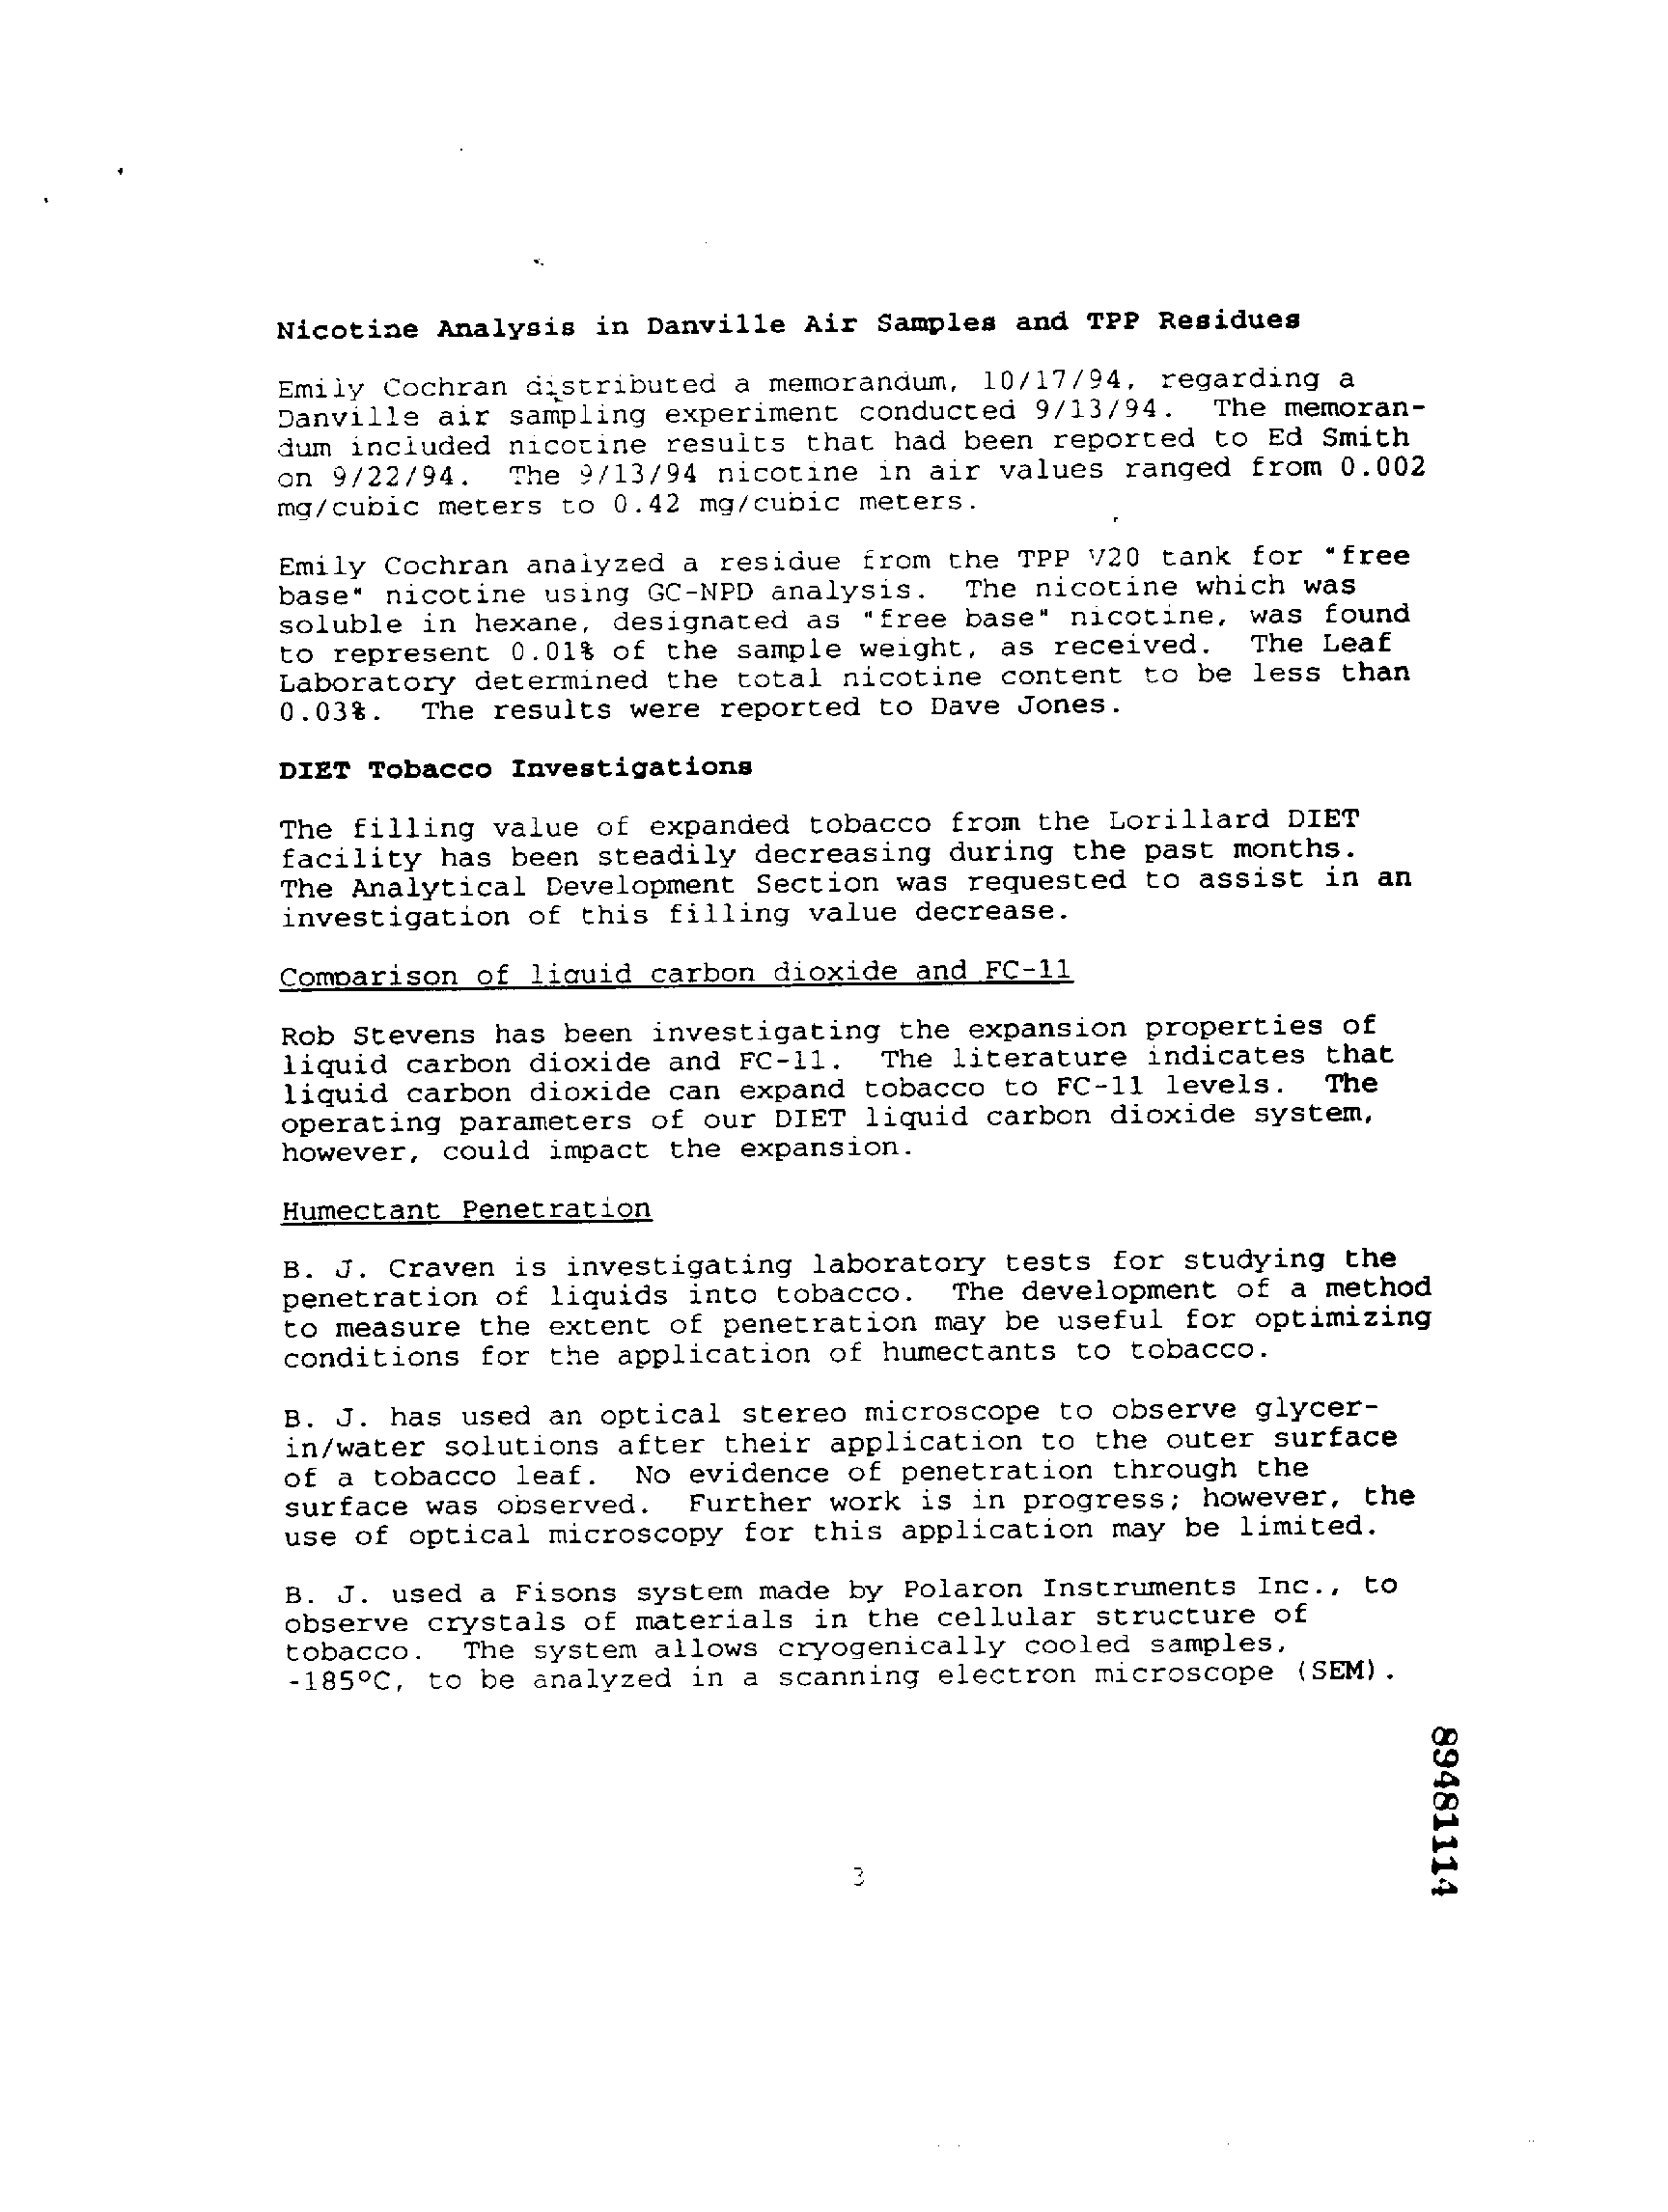 Nicotine Analysis in Danville Air Samples and TPP Residues
Emily Cochran distributed a memorandum, 10/17/94, regarding a
Danville air sampling experiment conducted 9/13/94. The memoran-
dum included nicotine results that had been reported to Ed Smith
on 9/22/94. The 9/13/94 nicotine in air values ranged from 0.002
mg/cubic meters to 0.42 mg/cubic meters.
Emily Cochran analyzed a residue from the TPP V20 tank for "free
base" nicotine using GC-NPD analysis. The nicotine which was
soluble in hexane, designated as "free base" nicotine, was found
to represent 0.01% of the sample weight, as received. The Leaf
Laboratory determined the total nicotine content to be less than
0.03%. The results were reported to Dave Jones.
DIET Tobacco Investigations
The filling value of expanded tobacco from the Lorillard DIET
facility has been steadily decreasing during the past months.
The Analytical Development Section was requested to assist in an
investigation of this filling value decrease.
Comparison of liquid carbon dioxide and FC-11
Rob Stevens has been investigating the expansion properties of
liquid carbon dioxide and FC-11. The literature indicates that
liquid carbon dioxide can expand tobacco to FC-11 levels. The
operating parameters of our DIET liquid carbon dioxide system,
however, could impact the expansion.
Humectant Penetration
B. J. Craven is investigating laboratory tests for studying the
penetration of liquids into tobacco. The development of a method
to measure the extent of penetration may be useful for optimizing
conditions for the application of humectants to tobacco.
B. J. has used an optical stereo microscope to observe glycer-
in/water solutions after their application to the outer surface
of a tobacco leaf. No evidence of penetration through the
surface was observed. Further work is in progress; however, the
use of optical microscopy for this application may be limited.
B. J. used a Fisons system made by Polaron Instruments Inc., to
observe crystals of materials in the cellular structure of
tobacco. The system allows cryogenically cooled samples,
-185°C, to be analyzed in a scanning electron microscope (SEM).
89481114
3